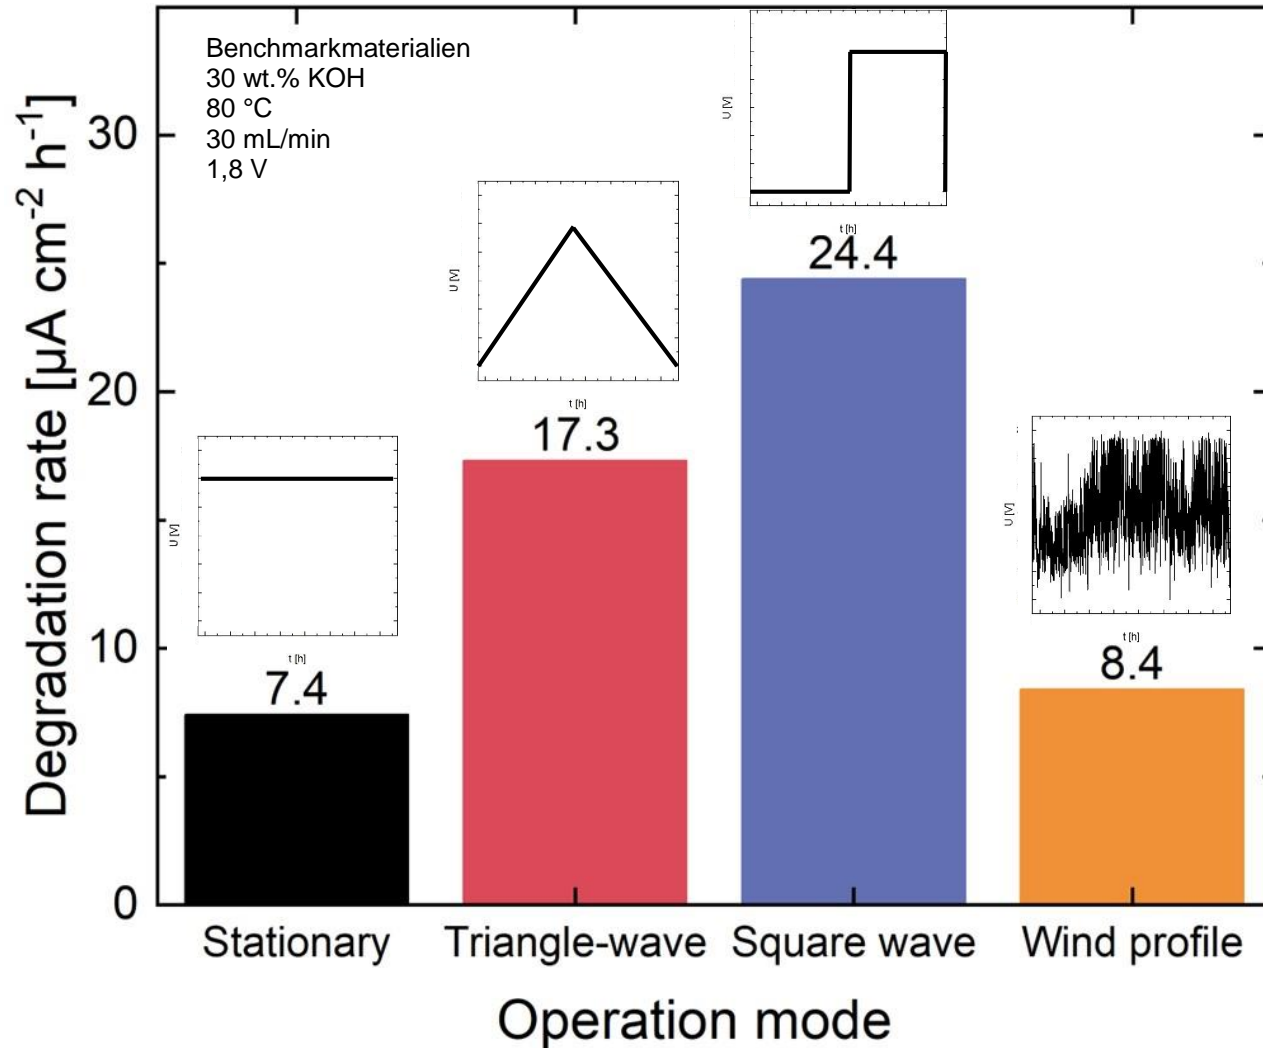 Benchmarkmaterialien
30 wt.% KOH
80 °C
30 mL/min
1,8 V
Degradation rate [µA cm⁻² h⁻¹]
30
20
10
0
U [V]
t [h]
7.4
U [V]
t [h]
17.3
U [V]
t [h]
24.4
U [V]
t [h]
8.4
Stationary
Triangle-wave
Square wave
Wind profile
Operation mode